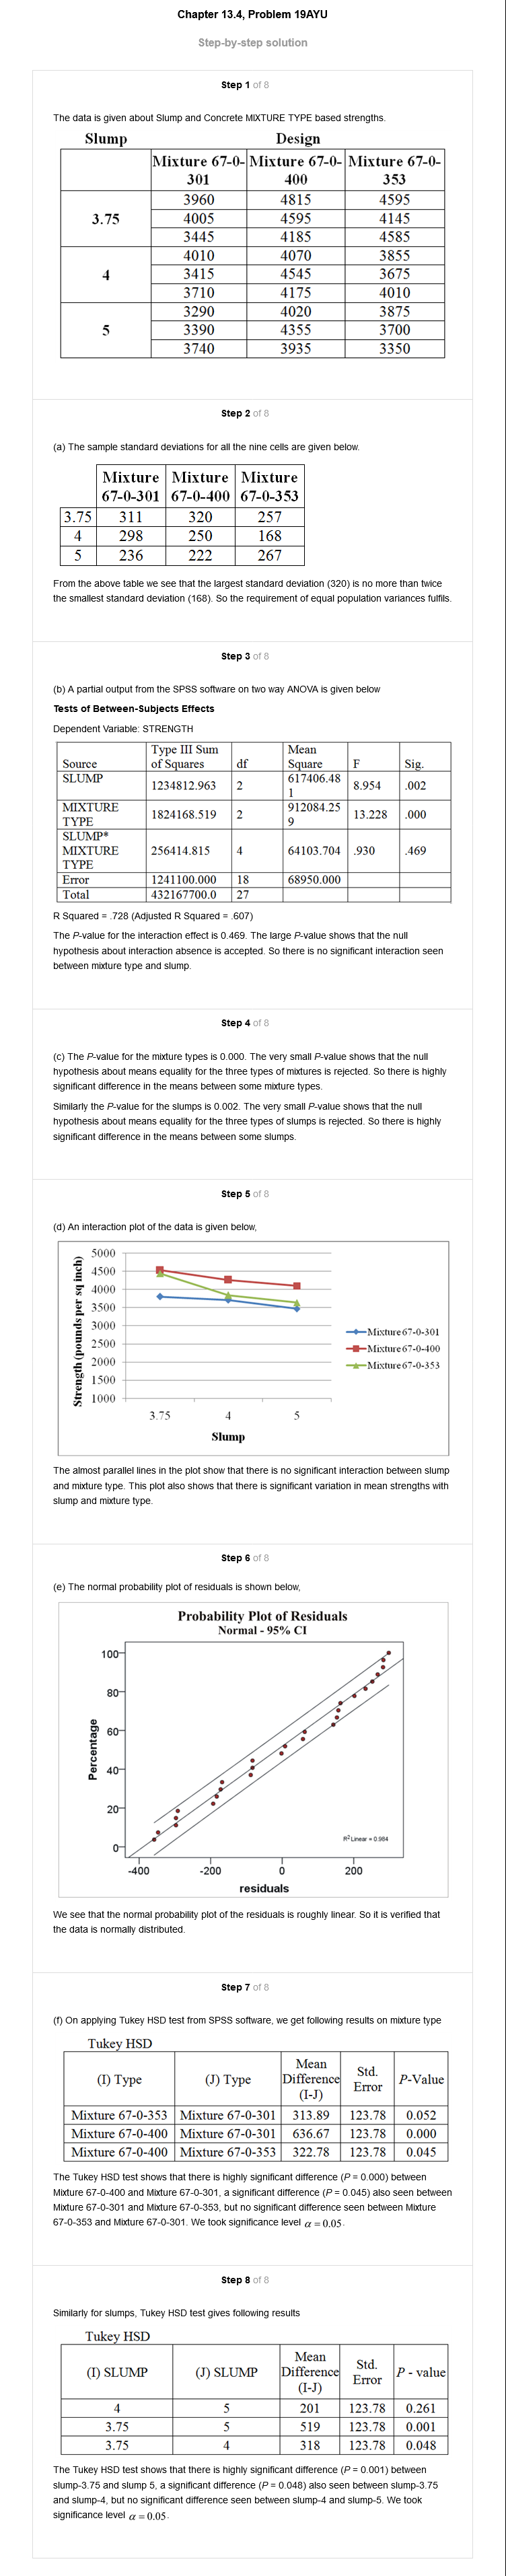 Chapter 13.4, Problem 19AYU
Step-by-step solution
Step 1 of 8
The data is given about Slump and Concrete MIXTURE TYPE based strengths.
Slump Design
Mixture 67-0-301 Mixture 67-0-400 Mixture 67-0-353
3.75
3960 4815 4595
4005 4595 4145
3445 4185 4585
4
4010 4070 3855
3415 4545 3675
3710 4175 4010
5
3290 4020 3875
3390 4355 3700
3740 3935 3350
Step 2 of 8
(a) The sample standard deviations for all the nine cells are given below.
Mixture 67-0-301 Mixture 67-0-400 Mixture 67-0-353
3.75 311 320 257
4 298 250 168
5 236 222 267
From the above table we see that the largest standard deviation (320) is no more than twice
the smallest standard deviation (168). So the requirement of equal population variances fulfils.
Step 3 of 8
(b) A partial output from the SPSS software on two way ANOVA is given below
Tests of Between-Subjects Effects
Dependent Variable: STRENGTH
Source Type III Sum of Squares df Mean Square F Sig.
SLUMP 1234812.963 2 617406.481 8.954 .002
MIXTURE TYPE 1824168.519 2 912084.259 13.228 .000
SLUMP* MIXTURE TYPE 256414.815 4 64103.704 .930 .469
Error 1241100.000 18 68950.000
Total 432167700.0 27
R Squared = .728 (Adjusted R Squared = .607)
The P-value for the interaction effect is 0.469. The large P-value shows that the null
hypothesis about interaction absence is accepted. So there is no significant interaction seen
between mixture type and slump.
Step 4 of 8
(c) The P-value for the mixture types is 0.000. The very small P-value shows that the null
hypothesis about means equality for the three types of mixtures is rejected. So there is highly
significant difference in the means between some mixture types.
Similarly the P-value for the slumps is 0.002. The very small P-value shows that the null
hypothesis about means equality for the three types of slumps is rejected. So there is highly
significant difference in the means between some slumps.
Step 5 of 8
(d) An interaction plot of the data is given below,
Strength (pounds per sq inch)
5000
4500
4000
3500
3000
2500
2000
1500
1000
3.75 4 5
Slump
Mixture 67-0-301
Mixture 67-0-400
Mixture 67-0-353
The almost parallel lines in the plot show that there is no significant interaction between slump
and mixture type. This plot also shows that there is significant variation in mean strengths with
slump and mixture type.
Step 6 of 8
(e) The normal probability plot of residuals is shown below,
Probability Plot of Residuals
Normal - 95% CI
Percentage
100
80
60
40
20
0
R2 Linear = 0.984
-400 -200 0 200
residuals
We see that the normal probability plot of the residuals is roughly linear. So it is verified that
the data is normally distributed.
Step 7 of 8
(f) On applying Tukey HSD test from SPSS software, we get following results on mixture type
Tukey HSD
(I) Type (J) Type Mean Difference (I-J) Std. Error P-Value
Mixture 67-0-353 Mixture 67-0-301 313.89 123.78 0.052
Mixture 67-0-400 Mixture 67-0-301 636.67 123.78 0.000
Mixture 67-0-400 Mixture 67-0-353 322.78 123.78 0.045
The Tukey HSD test shows that there is highly significant difference (P = 0.000) between
Mixture 67-0-400 and Mixture 67-0-301, a significant difference (P = 0.045) also seen between
Mixture 67-0-301 and Mixture 67-0-353, but no significant difference seen between Mixture
67-0-353 and Mixture 67-0-301. We took significance level α = 0.05.
Step 8 of 8
Similarly for slumps, Tukey HSD test gives following results
Tukey HSD
(I) SLUMP (J) SLUMP Mean Difference (I-J) Std. Error P - value
4 5 201 123.78 0.261
3.75 5 519 123.78 0.001
3.75 4 318 123.78 0.048
The Tukey HSD test shows that there is highly significant difference (P = 0.001) between
slump-3.75 and slump 5, a significant difference (P = 0.048) also seen between slump-3.75
and slump-4, but no significant difference seen between slump-4 and slump-5. We took
significance level α = 0.05.